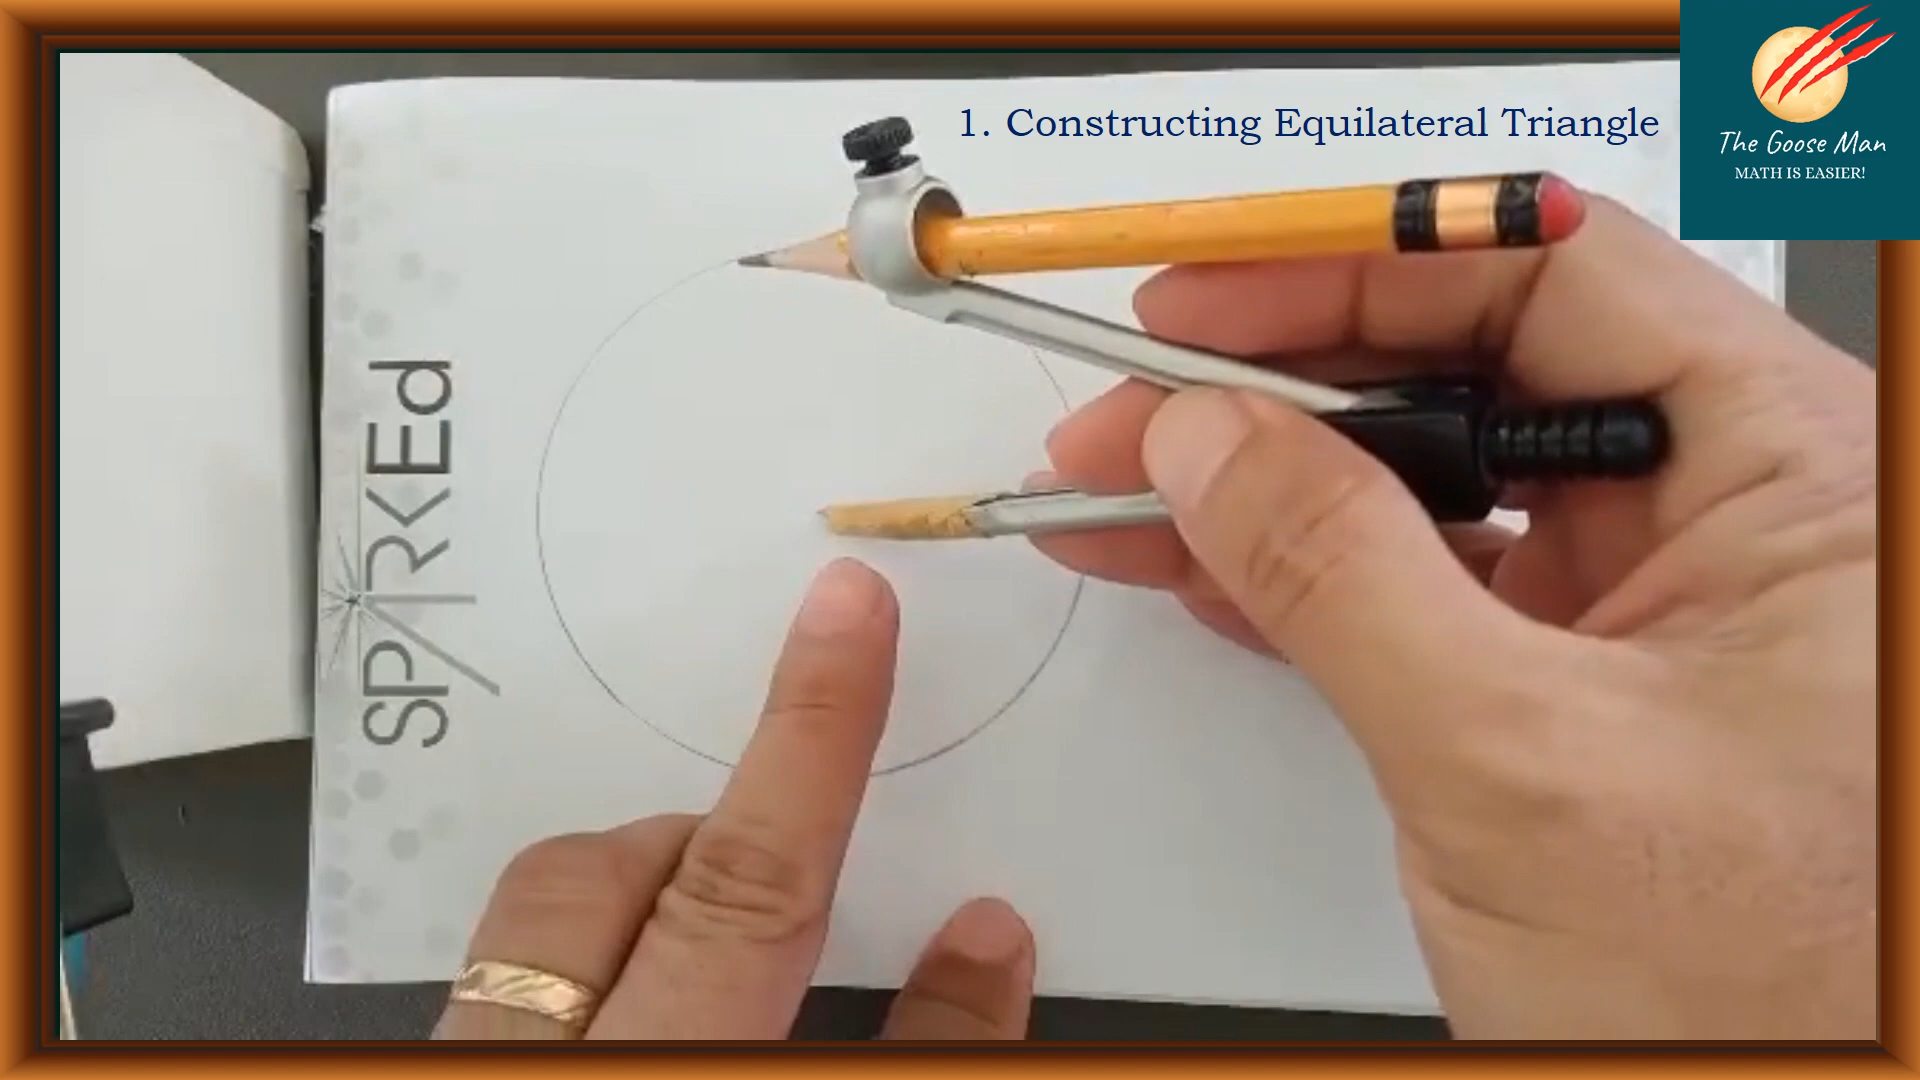 1. Constructing Equilateral Triangle
The Goose Man
MATH IS EASIER!
SPARKEd